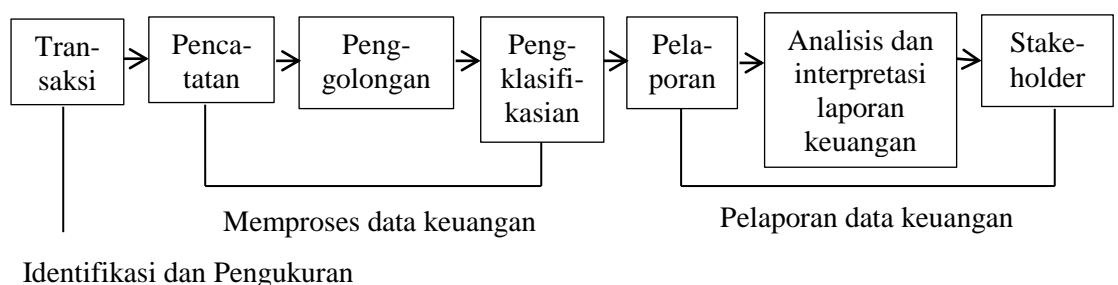 Tran-
saksi
Penca-
tatan
Peng-
golongan
Peng-
klasifi-
kasian
Pela-
poran
Analisis dan
interpretasi
laporan
keuangan
Stake-
holder
Memproses data keuangan
Pelaporan data keuangan
Identifikasi dan Pengukuran